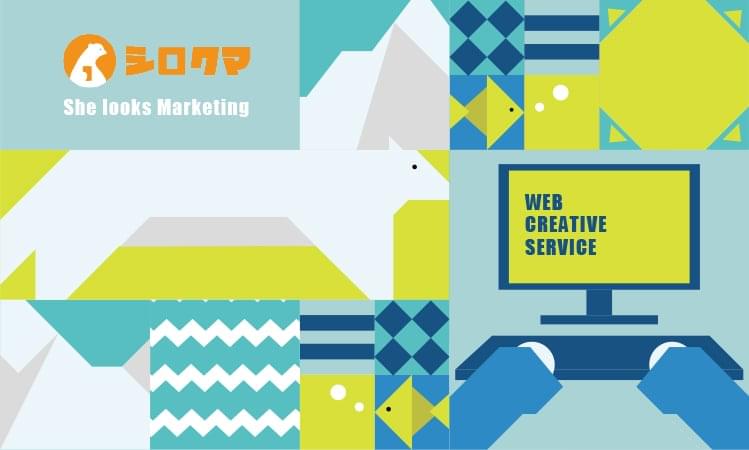 シロクマ
She looks Marketing
WEB
CREATIVE
SERVICE